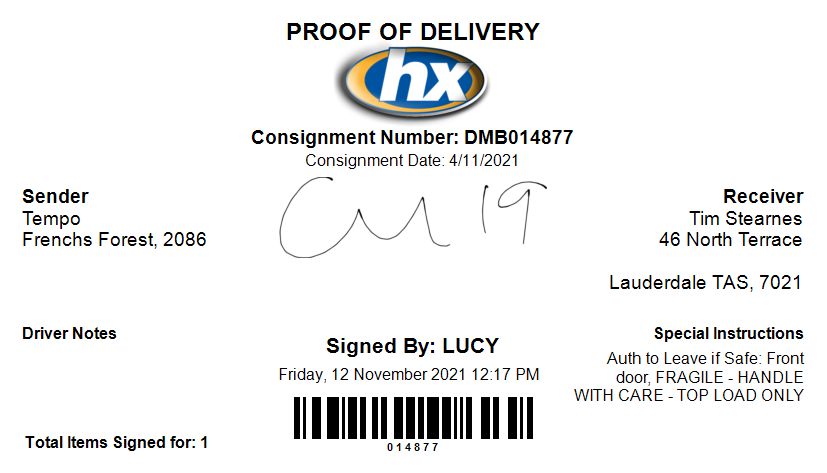 PROOF OF DELIVERY
hx
Consignment Number: DMB014877
Consignment Date: 4/11/2021
Sender
Tempo
Frenchs Forest, 2086
Receiver
Tim Stearnes
46 North Terrace
Lauderdale TAS, 7021
Driver Notes
Signed By: LUCY
Friday, 12 November 2021 12:17 PM
014877
Special Instructions
Auth to Leave if Safe: Front
door, FRAGILE - HANDLE
WITH CARE - TOP LOAD ONLY
Total Items Signed for: 1